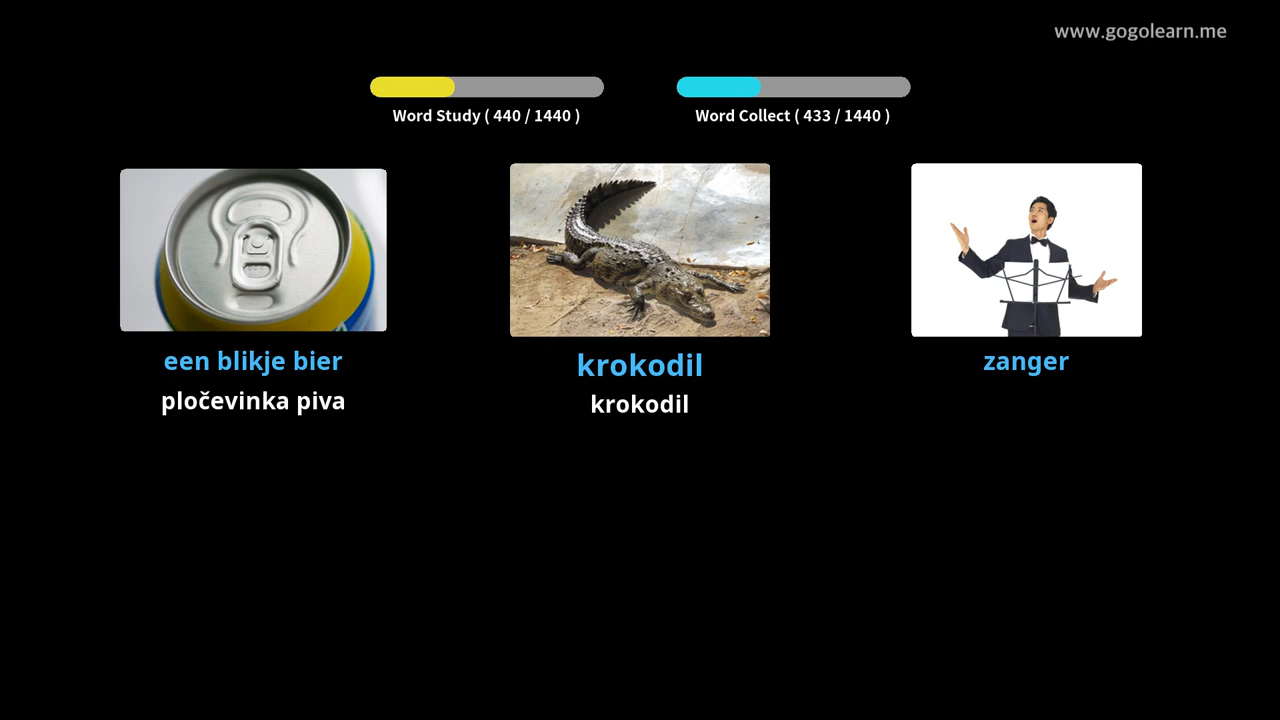 www.gogolearn.me
Word Study ( 440 / 1440 )
Word Collect ( 433 / 1440 )
een blikje bier
pločevinka piva
krokodil
krokodil
zanger